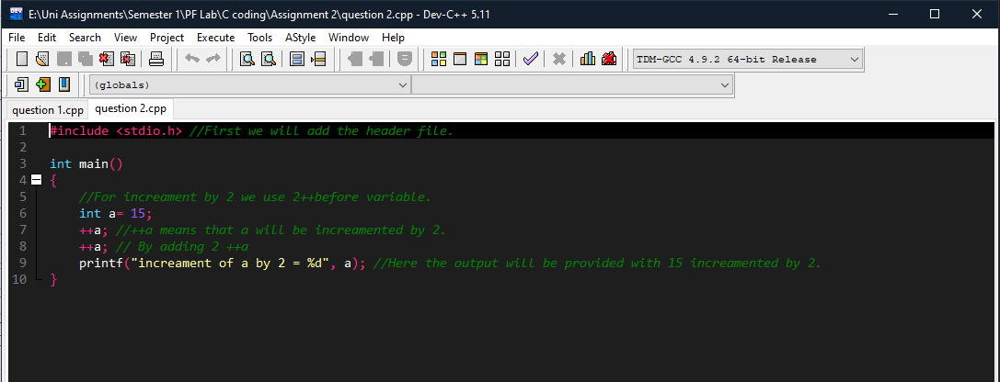 E:\Uni Assignments\Semester 1\PF Lab\C coding\Assignment 2\question 2.cpp - Dev-C++ 5.11
File Edit Search View Project Execute Tools AStyle Window Help
TDM-GCC 4.9.2 64-bit Release
(globals)
question 1.cpp question 2.cpp
1 #include <stdio.h> //First we will add the header file.
2
3 int main()
4 {
5 //For increament by 2 we use 2++before variable.
6 int a= 15;
7 ++a; //++a means that a will be increamented by 2.
8 ++a; // By adding 2 ++a
9 printf("increament of a by 2 = %d", a); //Here the output will be provided with 15 increamented by 2.
10 }